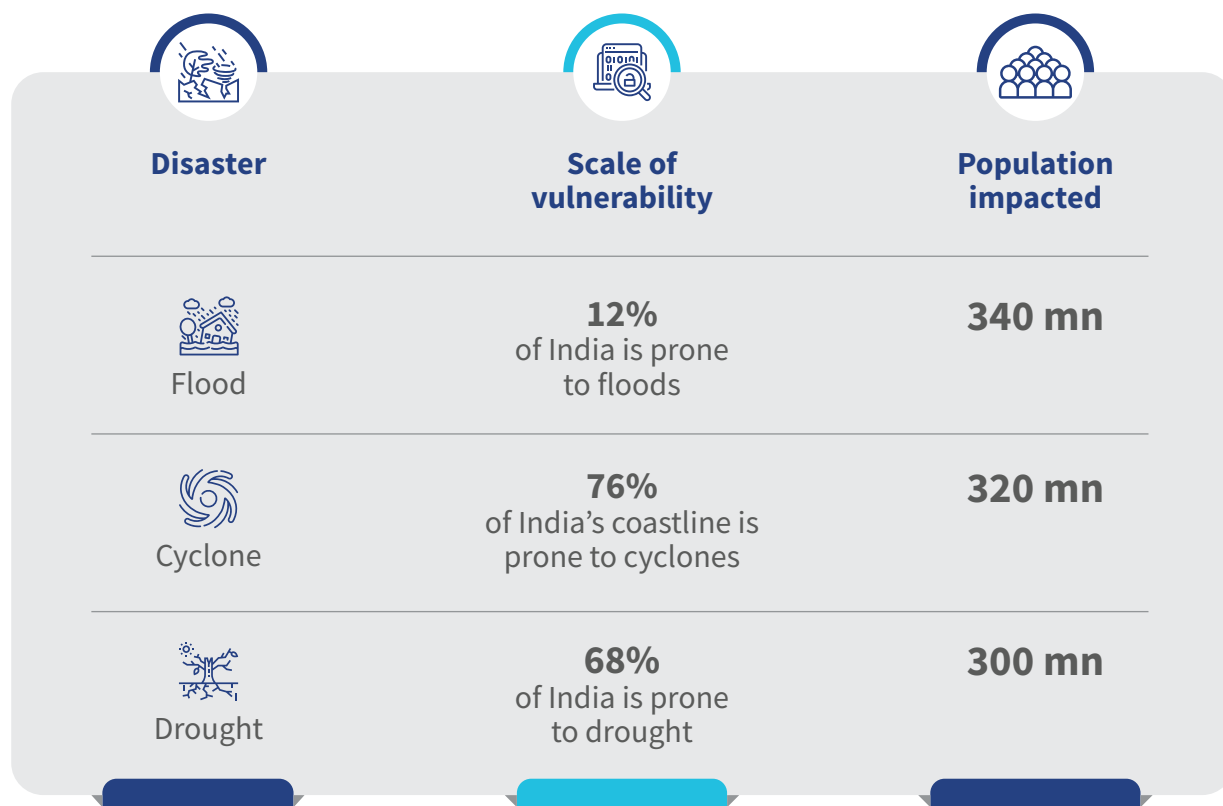 Disaster
Scale of
vulnerability
Population
impacted
Flood
12%
of India is prone
to floods
340 mn
Cyclone
76%
of India’s coastline is
prone to cyclones
320 mn
Drought
68%
of India is prone
to drought
300 mn